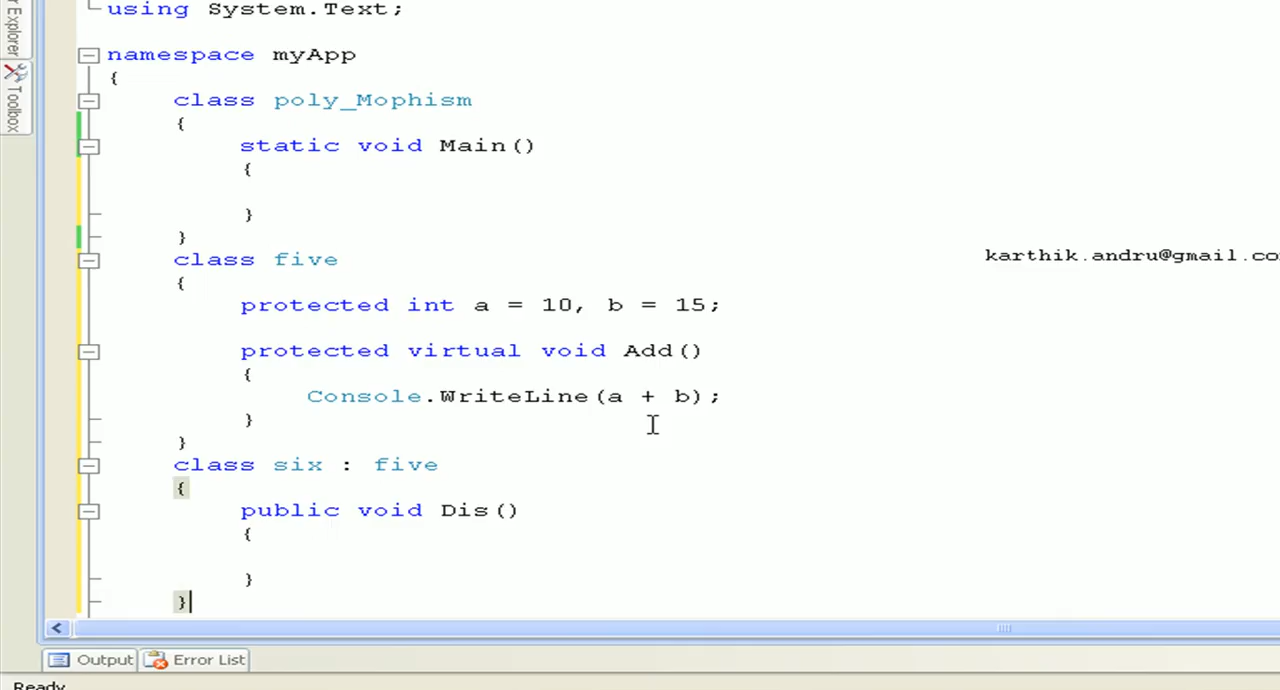 r Explorer
Toolbox
using System.Text;
namespace myApp
{
class poly_Mophism
{
static void Main()
{
}
}
class five
{
protected int a = 10, b = 15;
protected virtual void Add()
{
Console.WriteLine(a + b);
}
}
class six : five
{
public void Dis()
{
}
}
karthik.andru@gmail.co
Output
Error List
Ready